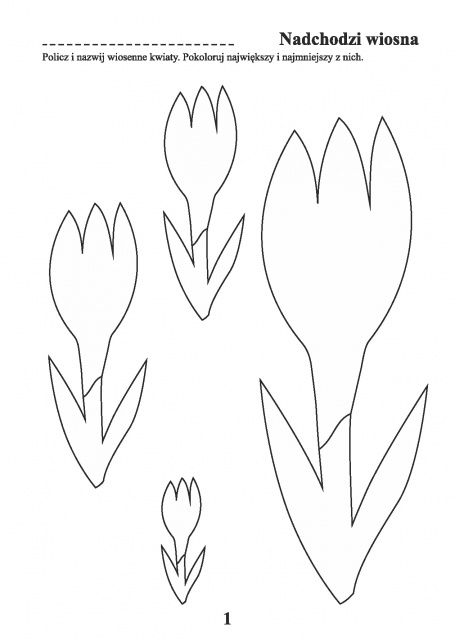 Nadchodzi wiosna
Policz i nazwij wiosenne kwiaty. Pokoloruj największy i najmniejszy z nich.
1